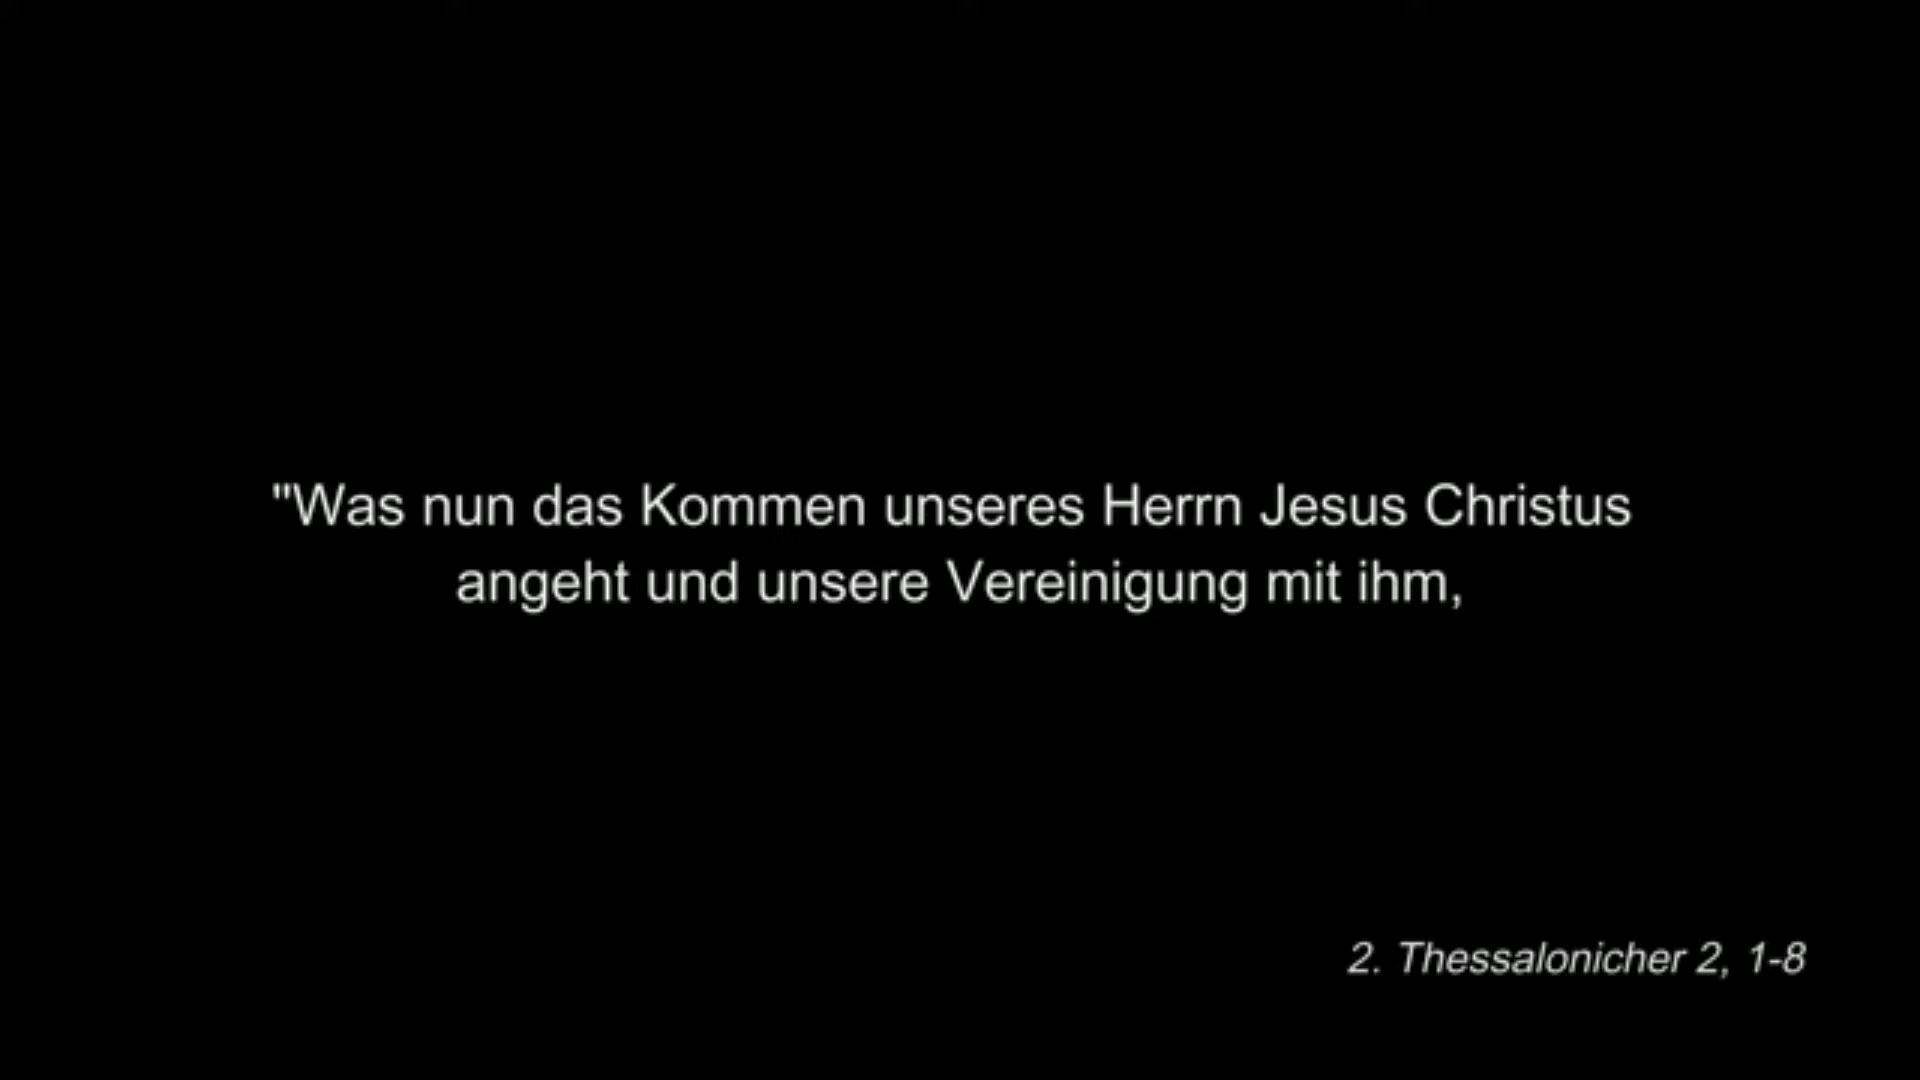 "Was nun das Kommen unseres Herrn Jesus Christus
angeht und unsere Vereinigung mit ihm,
2. Thessalonicher 2, 1-8